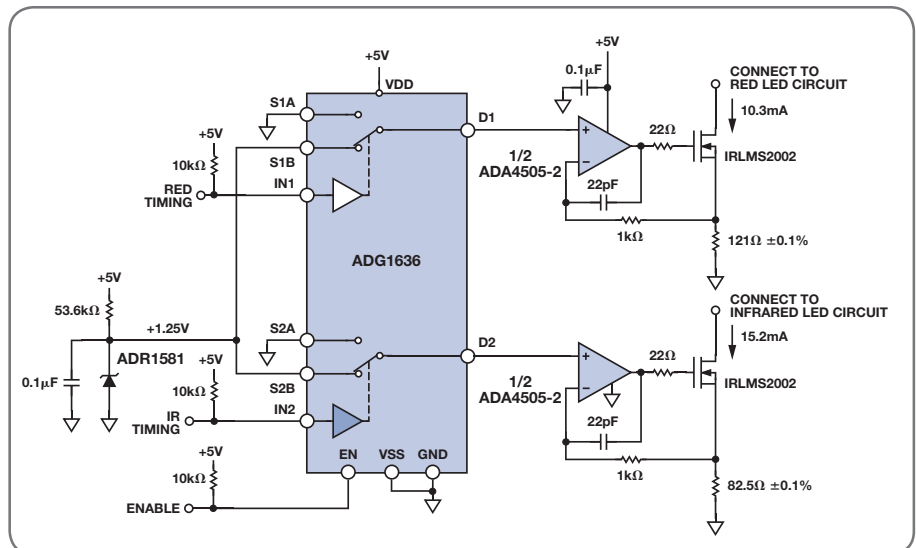 +5V
+5V
VDD
0.1µF
CONNECT TO
RED LED CIRCUIT
10.3mA
S1A
D1
+5V
10kΩ
S1B
22Ω
IRLMS2002
1/2
ADA4505-2
RED
TIMING
IN1
22pF
1kΩ
121Ω ±0.1%
ADG1636
+5V
53.6kΩ
+1.25V
CONNECT TO
INFRARED LED CIRCUIT
15.2mA
S2A
D2
ADR1581
+5V
0.1µF
10kΩ
S2B
22Ω
IRLMS2002
1/2
ADA4505-2
IR
TIMING
IN2
22pF
1kΩ
82.5Ω ±0.1%
+5V
10kΩ
EN
VSS
GND
ENABLE
+
−
+
−